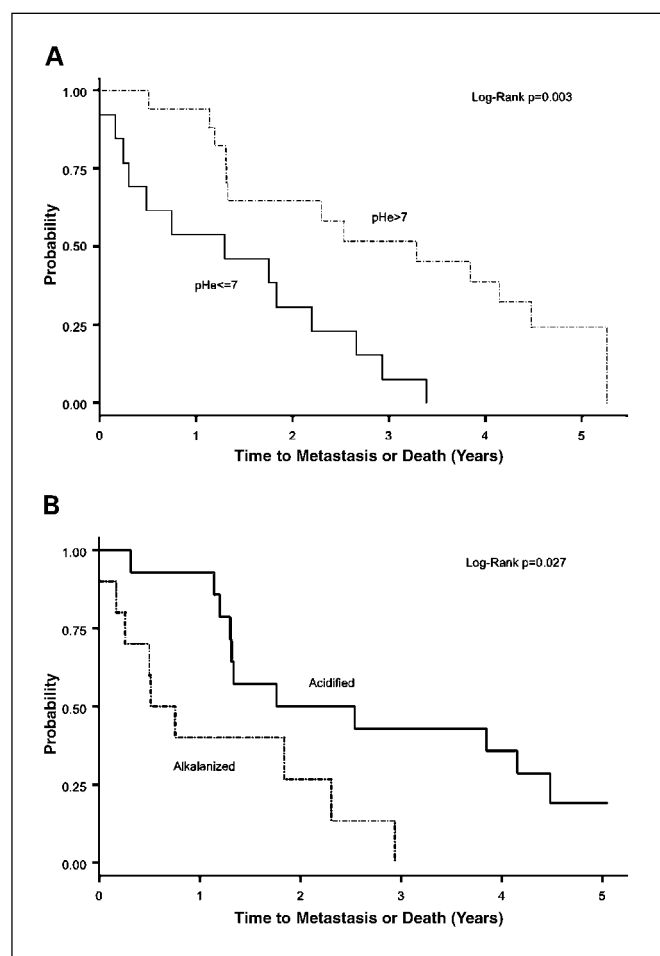 A
Log-Rank p=0.003
1.00
0.75
0.50
0.25
0.00
Probability
pHe>7
pHe<=7
0 1 2 3 4 5
Time to Metastasis or Death (Years)
B
Log-Rank p=0.027
1.00
0.75
0.50
0.25
0.00
Probability
Acidified
Alkalanized
0 1 2 3 4 5
Time to Metastasis or Death (Years)